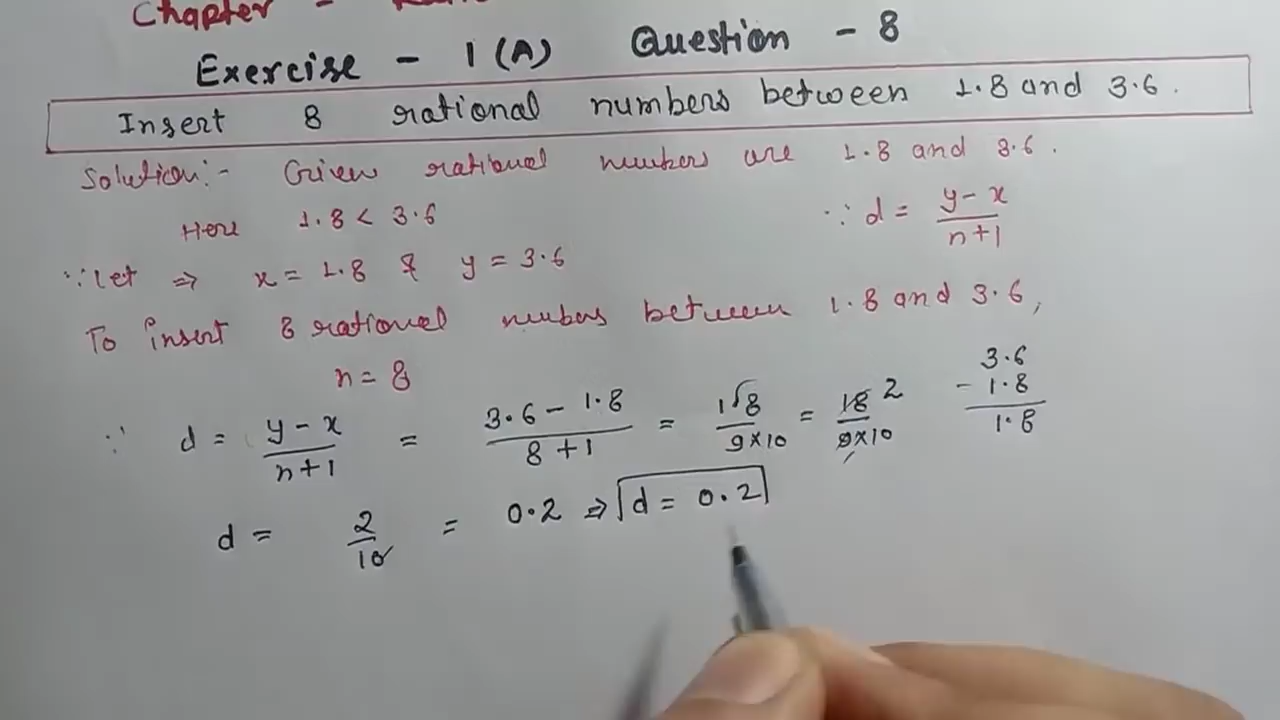 Chapter -
Exercise - 1(A) Question - 8
Insert 8 rational numbers between 1.8 and 3.6.
Solution:- Given rational numbers are 1.8 and 3.6.
Here 1.8 < 3.6
∵ d = y-x / n+1
∵ Let ⇒ x = 1.8 & y = 3.6
To insert 8 rational numbers between 1.8 and 3.6,
n = 8
∵ d = y-x / n+1 = 3.6 - 1.8 / 8+1 = 1.8 / 9×10 = 18 2 / 9×10
3.6
- 1.8
1.8
d = 2 / 10 = 0.2 ⇒ d = 0.2